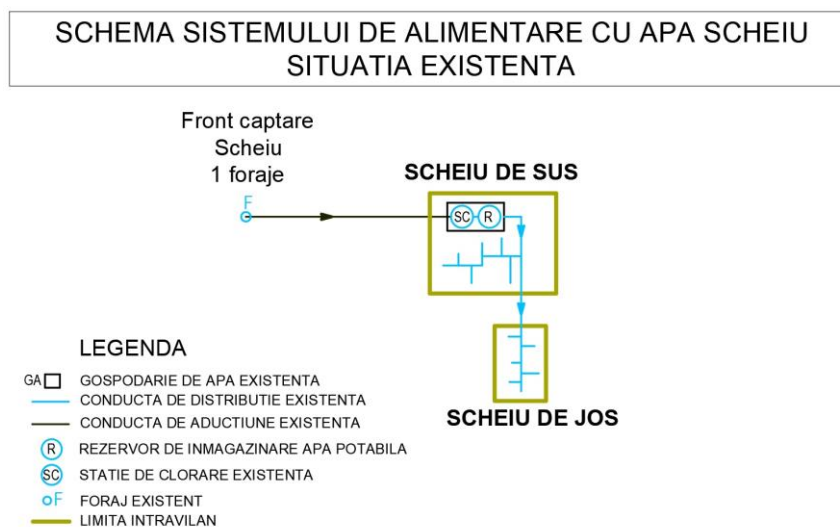 SCHEMA SISTEMULUI DE ALIMENTARE CU APA SCHEIU
SITUATIA EXISTENTA
Front captare
Scheiu
1 foraje
F
SCHEIU DE SUS
SC R
SCHEIU DE JOS
LEGENDA
GA GOSPODARIE DE APA EXISTENTA
CONDUCTA DE DISTRIBUTIE EXISTENTA
CONDUCTA DE ADUCTIUNE EXISTENTA
R REZERVOR DE INMAGAZINARE APA POTABILA
SC STATIE DE CLORARE EXISTENTA
F FORAJ EXISTENT
LIMITA INTRAVILAN